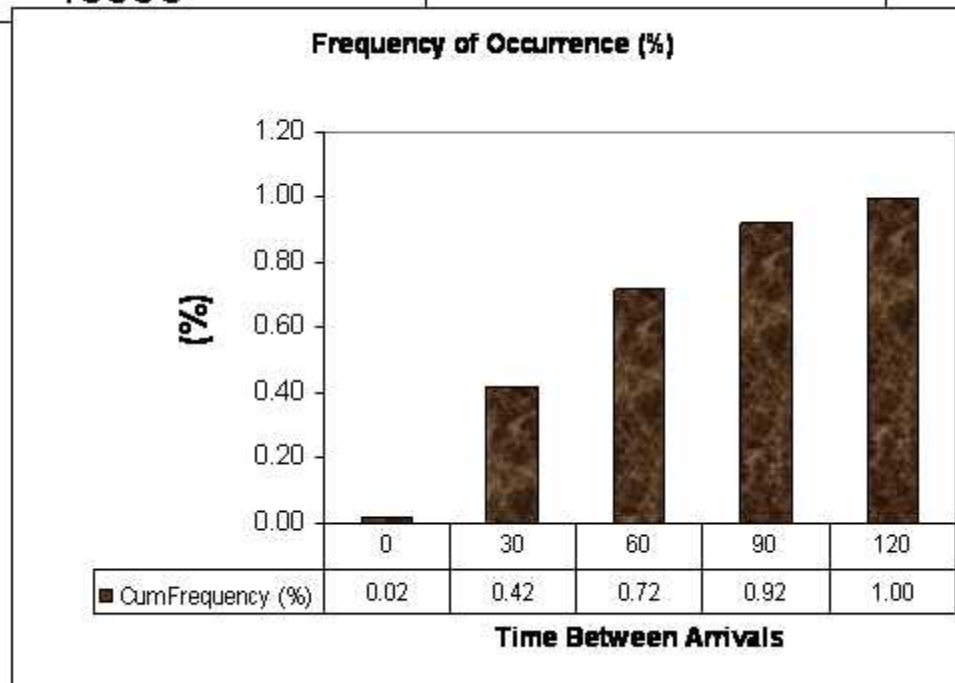 Frequency of Occurrence (%)
1.20
1.00
0.80
0.60
0.40
0.20
0.00
(%)
0 30 60 90 120
CumFrequency (%) 0.02 0.42 0.72 0.92 1.00
Time Between Arrivals